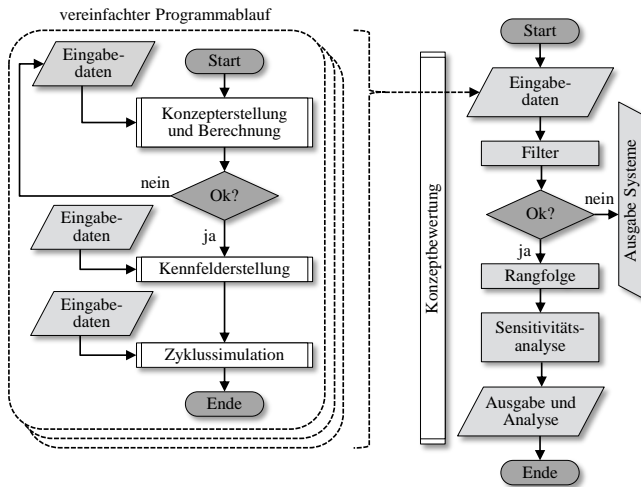 vereinfachter Programmablauf
Eingabe-
daten
Start
Konzepterstellung
und Berechnung
nein
Ok?
ja
Eingabe-
daten
Kennfelderstellung
Eingabe-
daten
Zyklussimulation
Ende
Konzeptbewertung
Start
Eingabe-
daten
Filter
Ok?
nein
ja
Ausgabe Systeme
Rangfolge
Sensitivitäts-
analyse
Ausgabe und
Analyse
Ende